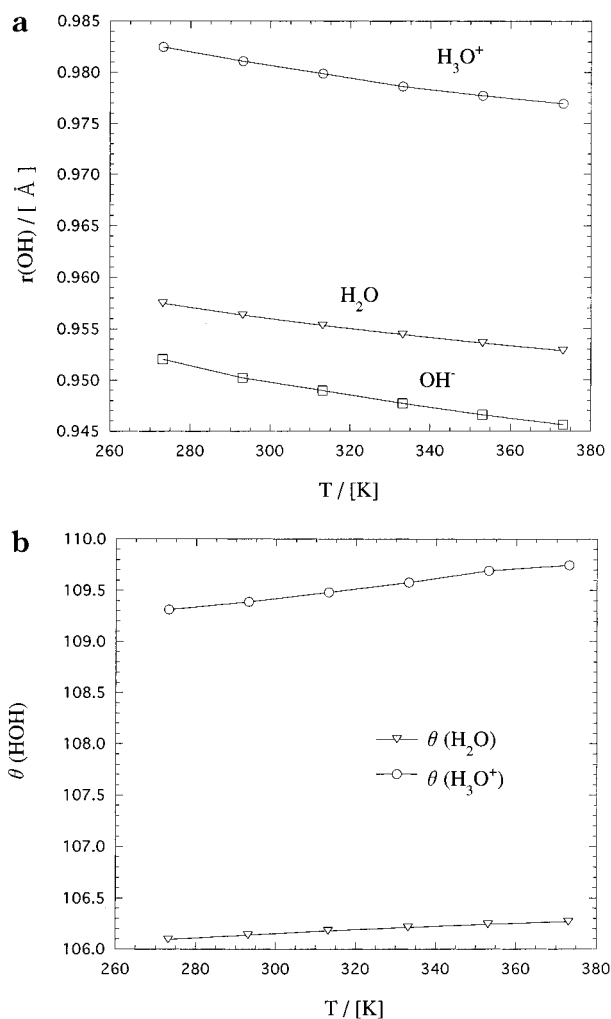 a
0.985
0.980
0.975
0.970
0.965
0.960
0.955
0.950
0.945
r(OH) / [ Å ]
H₃O⁺
H₂O
OH⁻
260 280 300 320 340 360 380
T / [K]
b
110.0
109.5
109.0
108.5
108.0
107.5
107.0
106.5
106.0
θ (HOH)
θ (H₂O)
θ (H₃O⁺)
260 280 300 320 340 360 380
T / [K]